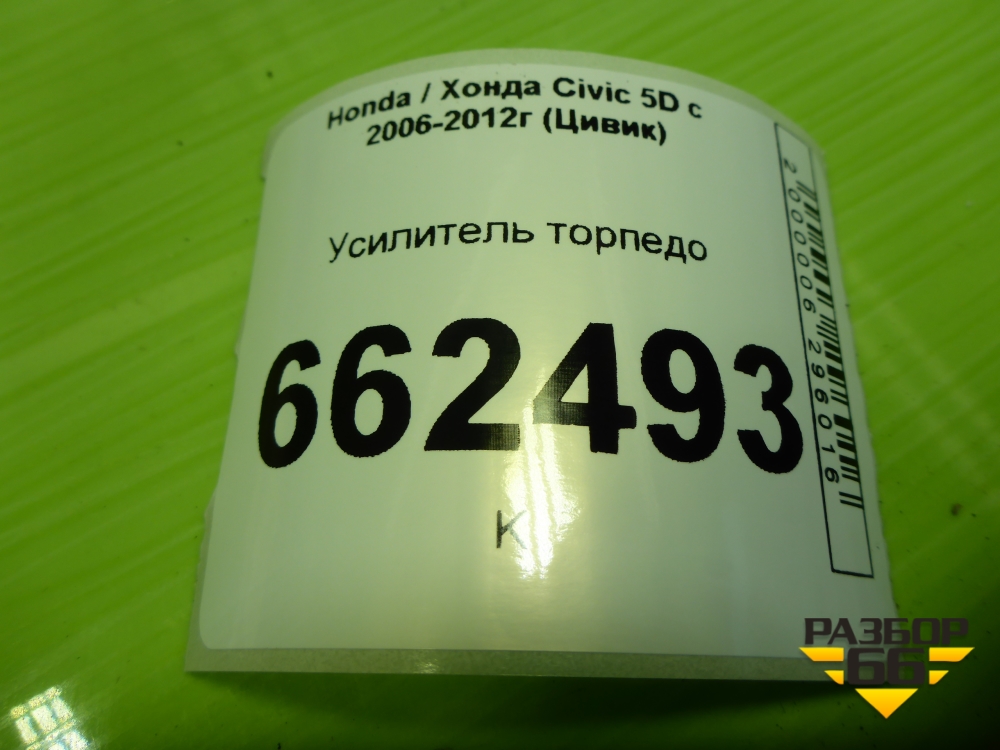 Honda / Хонда Civic 5D с
2006-2012г (Цивик)
Усилитель торпедо
662493
К
2000006296016
РАЗБОР
66